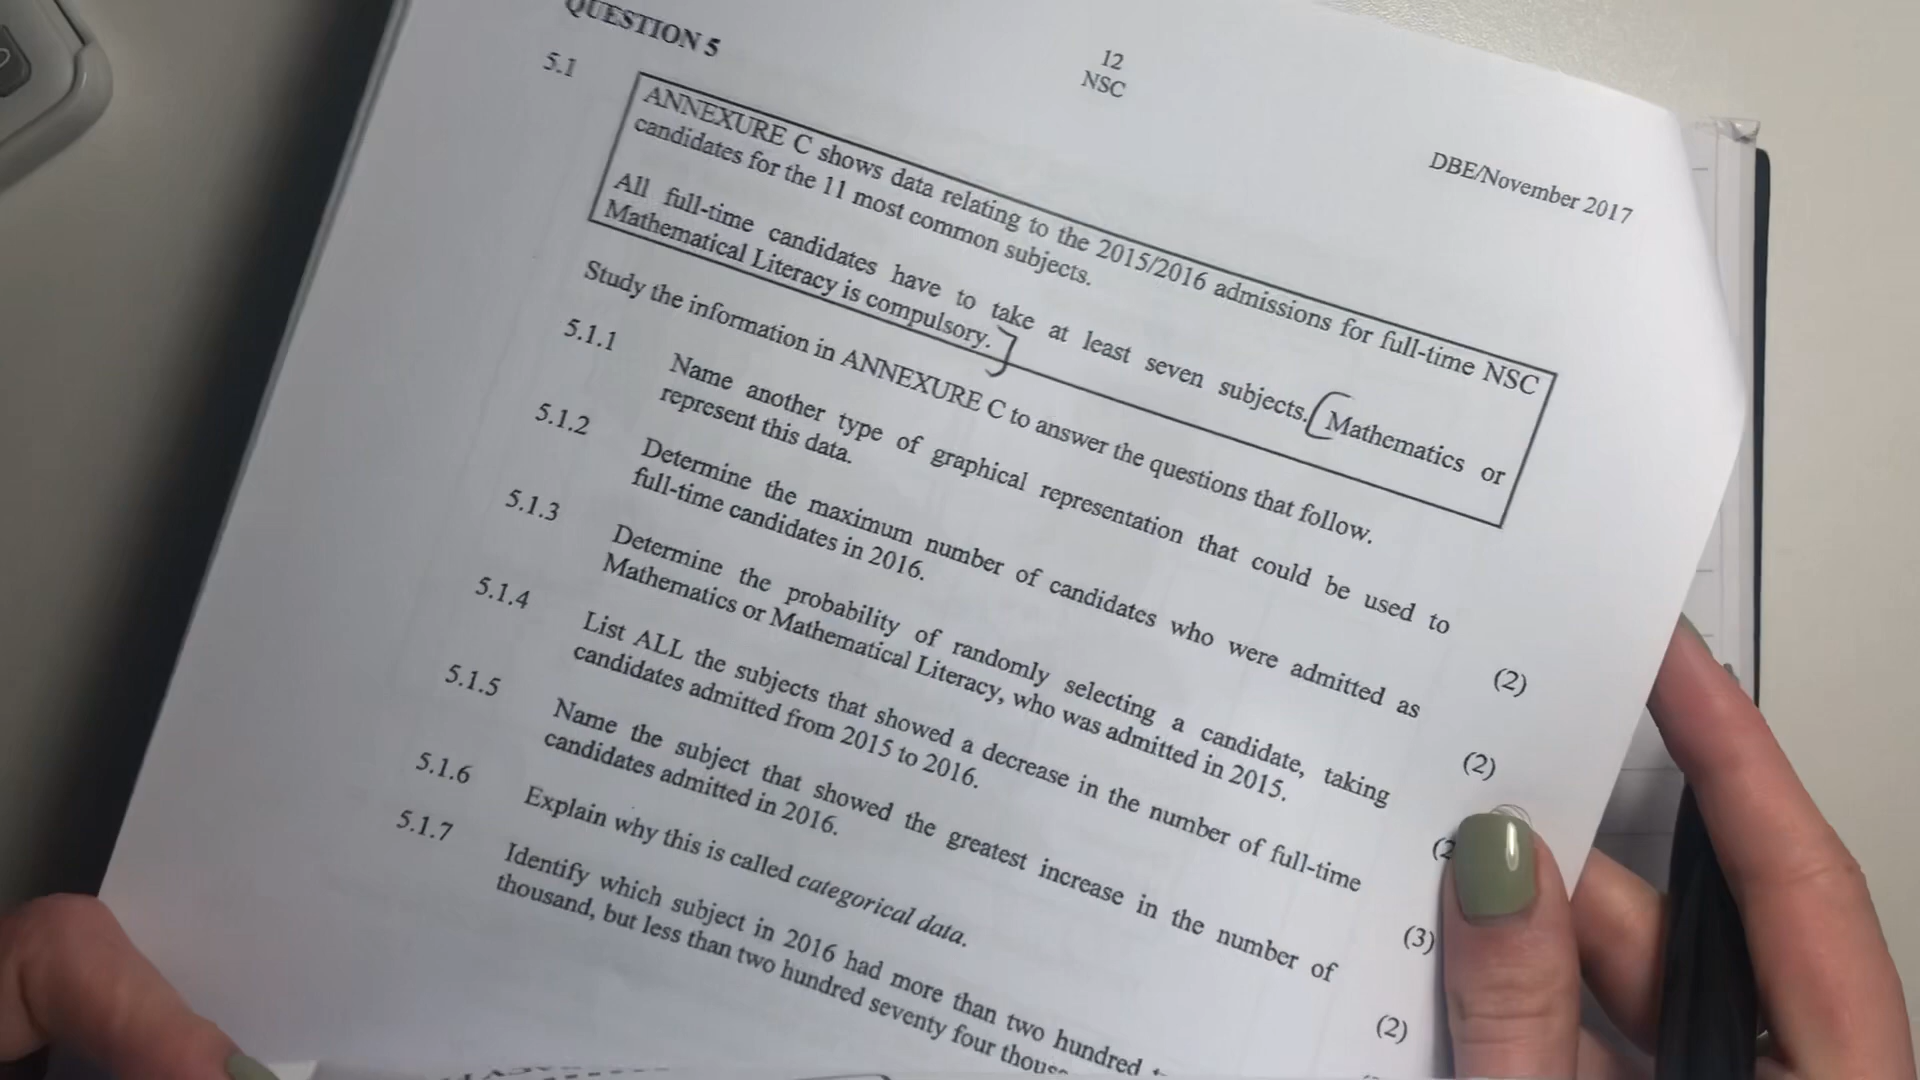 12
NSC
DBE/November 2017
QUESTION 5
5.1
ANNEXURE C shows data relating to the 2015/2016 admissions for full-time NSC
candidates for the 11 most common subjects.
All full-time candidates have to take at least seven subjects. Mathematics or
Mathematical Literacy is compulsory.
Study the information in ANNEXURE C to answer the questions that follow.
5.1.1 Name another type of graphical representation that could be used to
represent this data. (2)
5.1.2 Determine the maximum number of candidates who were admitted as
full-time candidates in 2016. (2)
5.1.3 Determine the probability of randomly selecting a candidate, taking
Mathematics or Mathematical Literacy, who was admitted in 2015. (2
5.1.4 List ALL the subjects that showed a decrease in the number of full-time
candidates admitted from 2015 to 2016. (3)
5.1.5 Name the subject that showed the greatest increase in the number of
candidates admitted in 2016. (2)
5.1.6 Explain why this is called categorical data.
5.1.7 Identify which subject in 2016 had more than two hundred
thousand, but less than two hundred seventy four